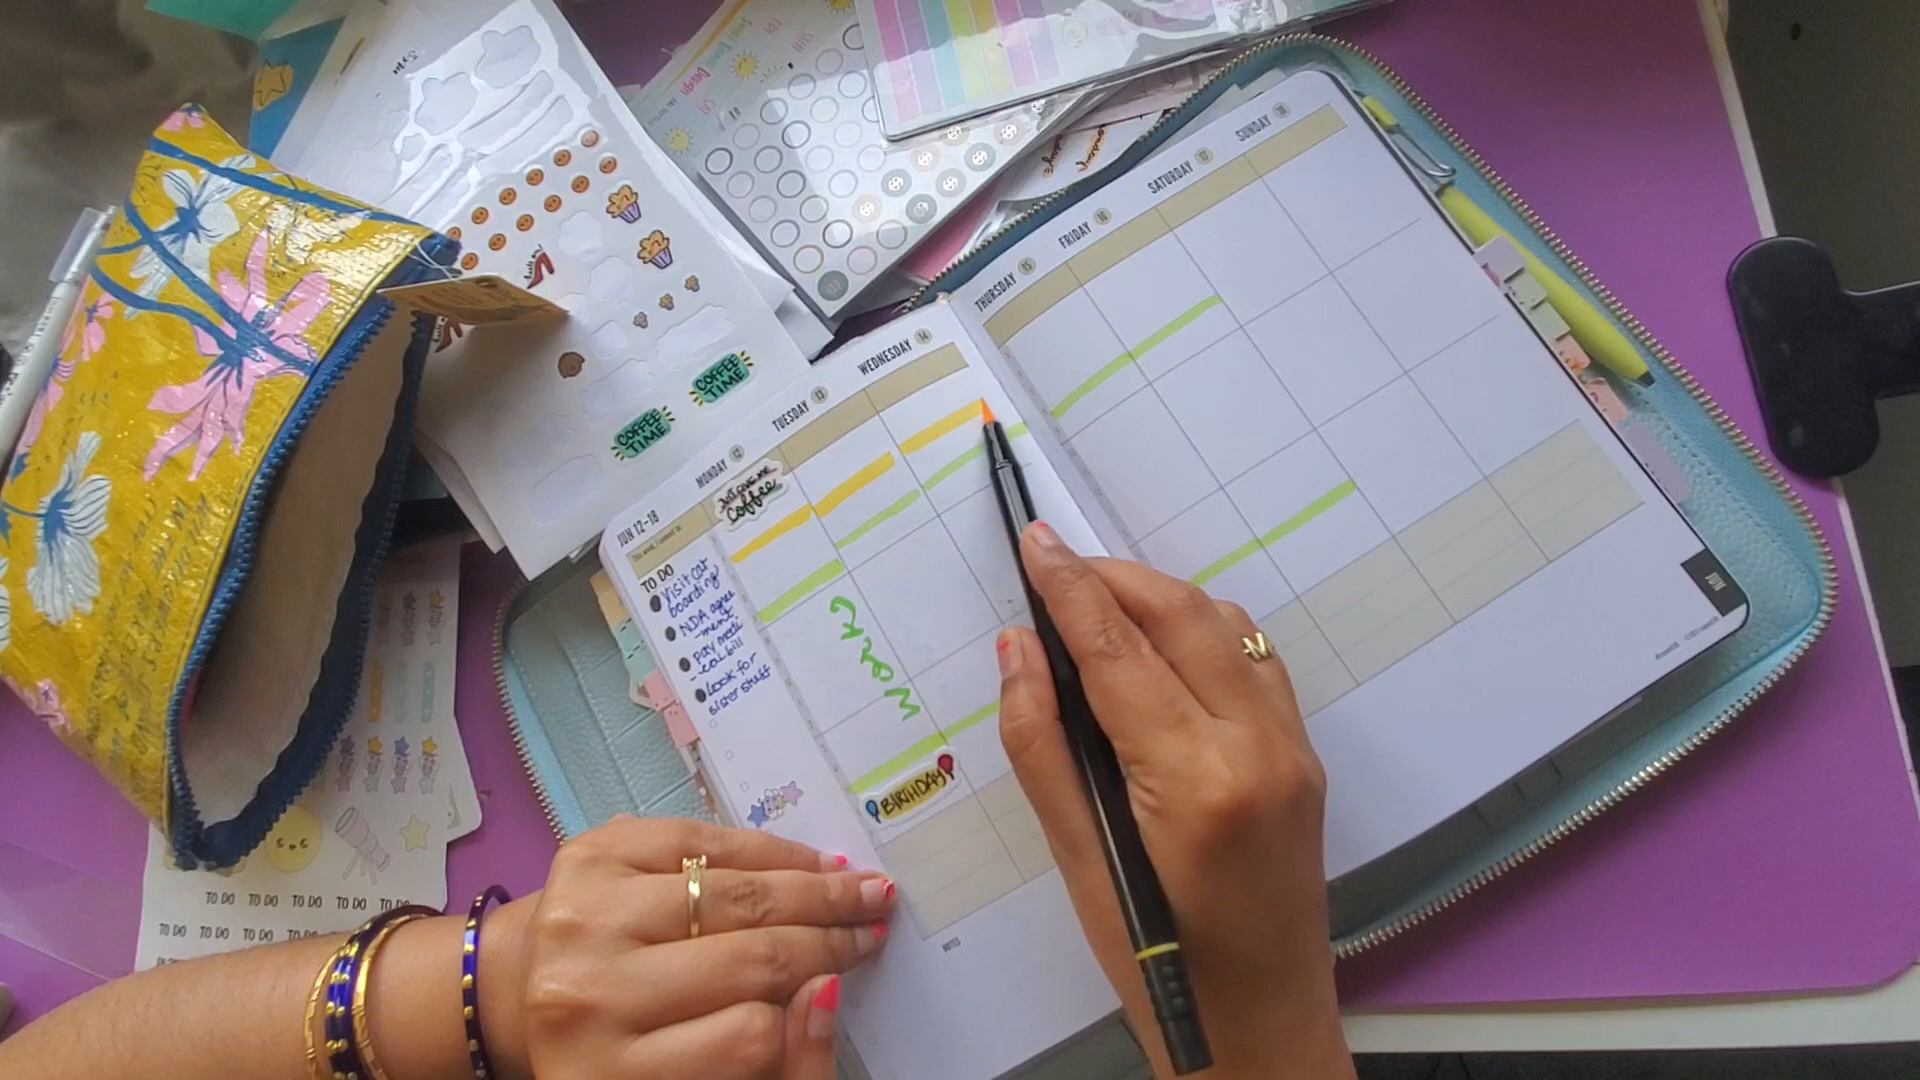 JUN 12-18
MONDAY 12
TUESDAY 13
WEDNESDAY 14
THURSDAY 15
FRIDAY 16
SATURDAY 17
SUNDAY 18
JUST GIVE ME
coffee
TO DO
Visit cat
boarding
NDA agree
-ment
pay medi
-cal bill
Look for
sister stuff
Work
BIRTHDAY
NOTES
JUN
COFFEE
TIME
COFFEE
TIME
TO DO TO DO TO DO TO DO TO DO
TO DO TO DO TO DO